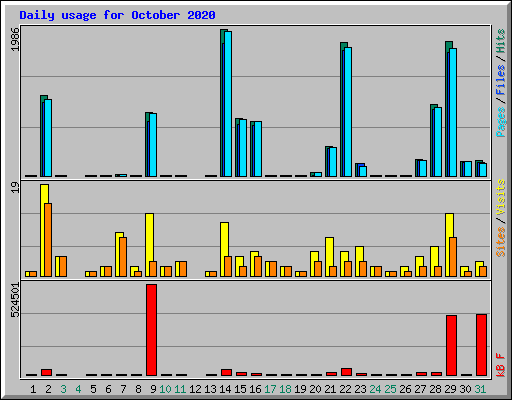 Daily usage for October 2020
1986
Pages / Files / Hits
19
Sites / Visits
524501
kB F
1 2 3 4 5 6 7 8 9 10 11 12 13 14 15 16 17 18 19 20 21 22 23 24 25 26 27 28 29 30 31